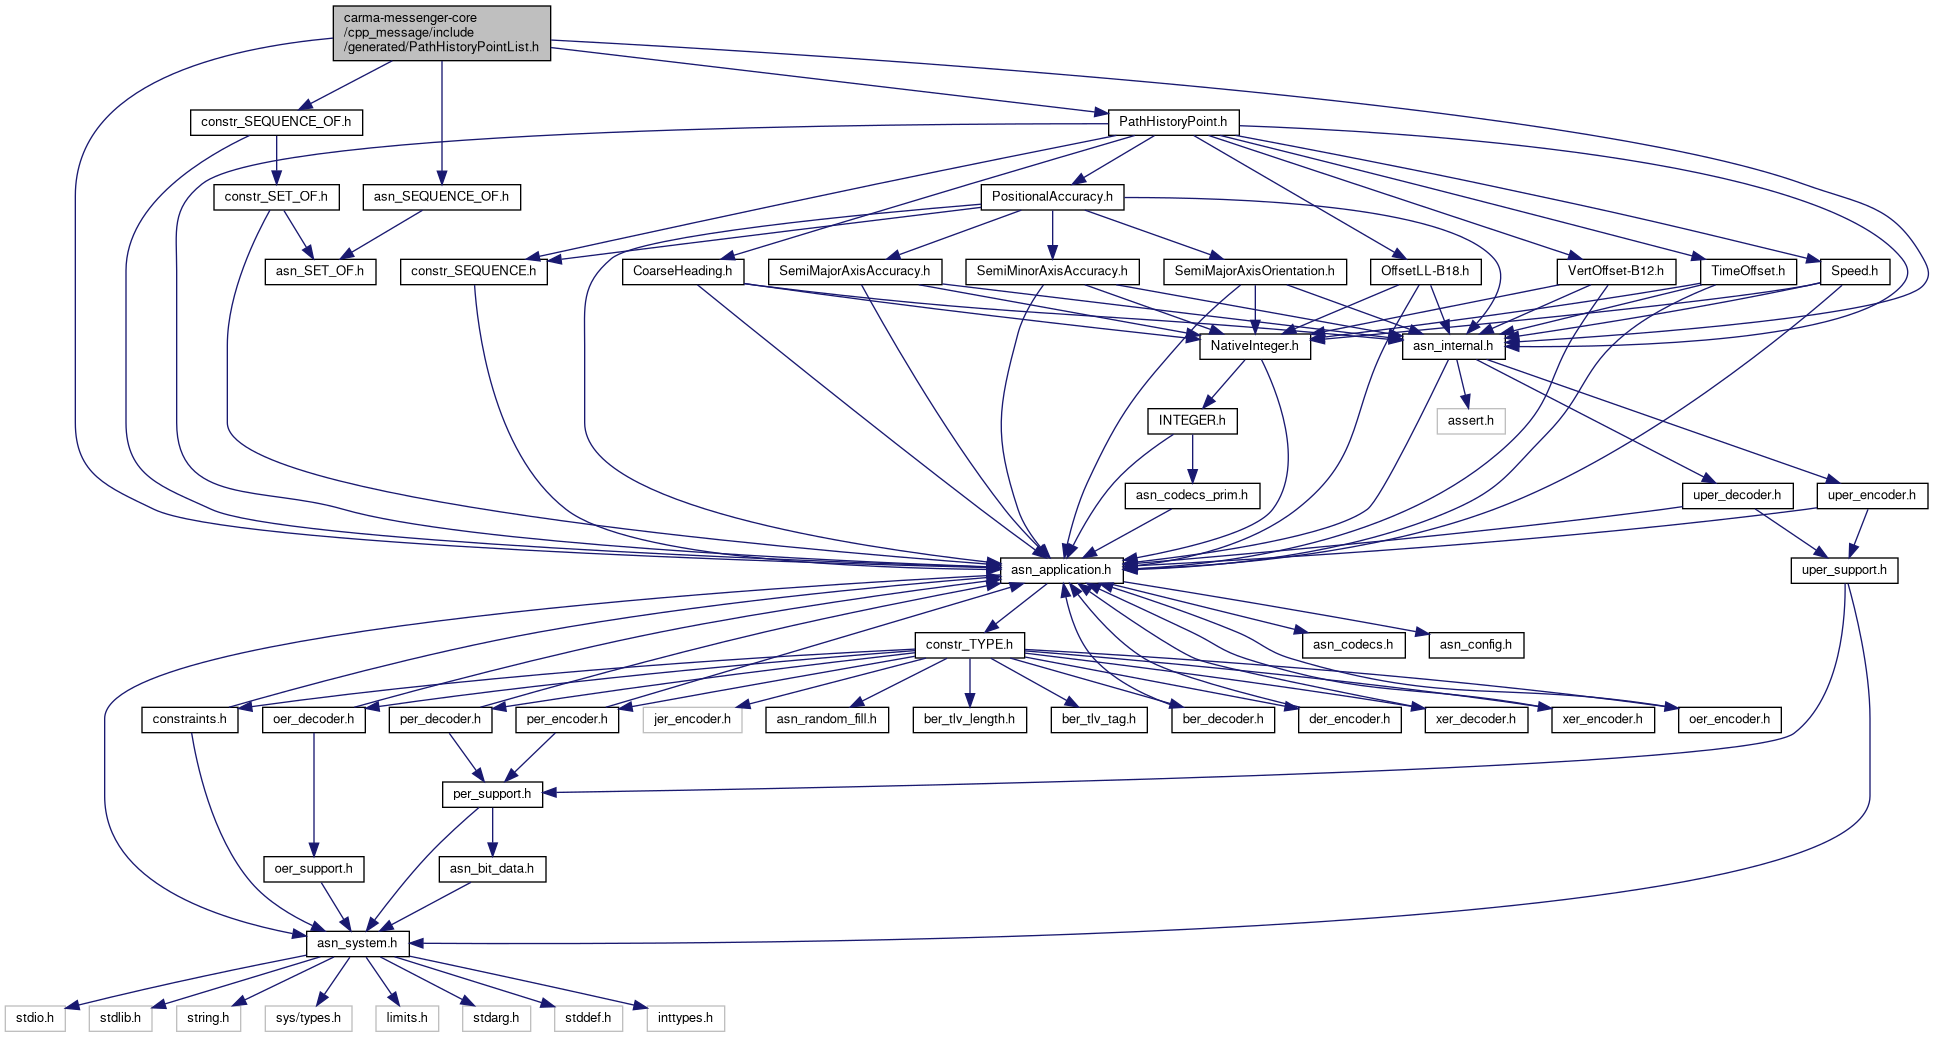 carma-messenger-core
/cpp_message/include
/generated/PathHistoryPointList.h
constr_SEQUENCE_OF.h
PathHistoryPoint.h
constr_SET_OF.h
asn_SEQUENCE_OF.h
PositionalAccuracy.h
asn_SET_OF.h
constr_SEQUENCE.h
CoarseHeading.h
SemiMajorAxisAccuracy.h
SemiMinorAxisAccuracy.h
SemiMajorAxisOrientation.h
OffsetLL-B18.h
VertOffset-B12.h
TimeOffset.h
Speed.h
NativeInteger.h
asn_internal.h
INTEGER.h
assert.h
asn_codecs_prim.h
uper_decoder.h
uper_encoder.h
asn_application.h
uper_support.h
constr_TYPE.h
asn_codecs.h
asn_config.h
constraints.h
oer_decoder.h
per_decoder.h
per_encoder.h
jer_encoder.h
asn_random_fill.h
ber_tlv_length.h
ber_tlv_tag.h
ber_decoder.h
der_encoder.h
xer_decoder.h
xer_encoder.h
oer_encoder.h
per_support.h
oer_support.h
asn_bit_data.h
asn_system.h
stdio.h
stdlib.h
string.h
sys/types.h
limits.h
stdarg.h
stddef.h
inttypes.h